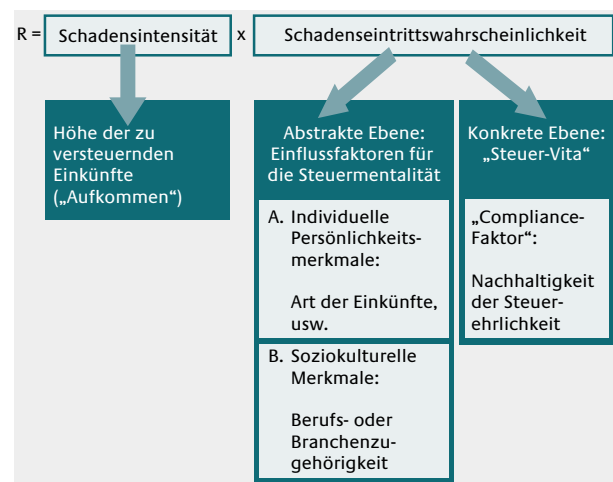 R = Schadensintensität x Schadenseintrittswahrscheinlichkeit
Höhe der zu
versteuernden
Einkünfte
(„Aufkommen“)
Abstrakte Ebene:
Einflussfaktoren für
die Steuermentalität
A. Individuelle
Persönlichkeits-
merkmale:
Art der Einkünfte,
usw.
B. Soziokulturelle
Merkmale:
Berufs- oder
Branchenzu-
gehörigkeit
Konkrete Ebene:
„Steuer-Vita“
„Compliance-
Faktor“:
Nachhaltigkeit
der Steuer-
ehrlichkeit